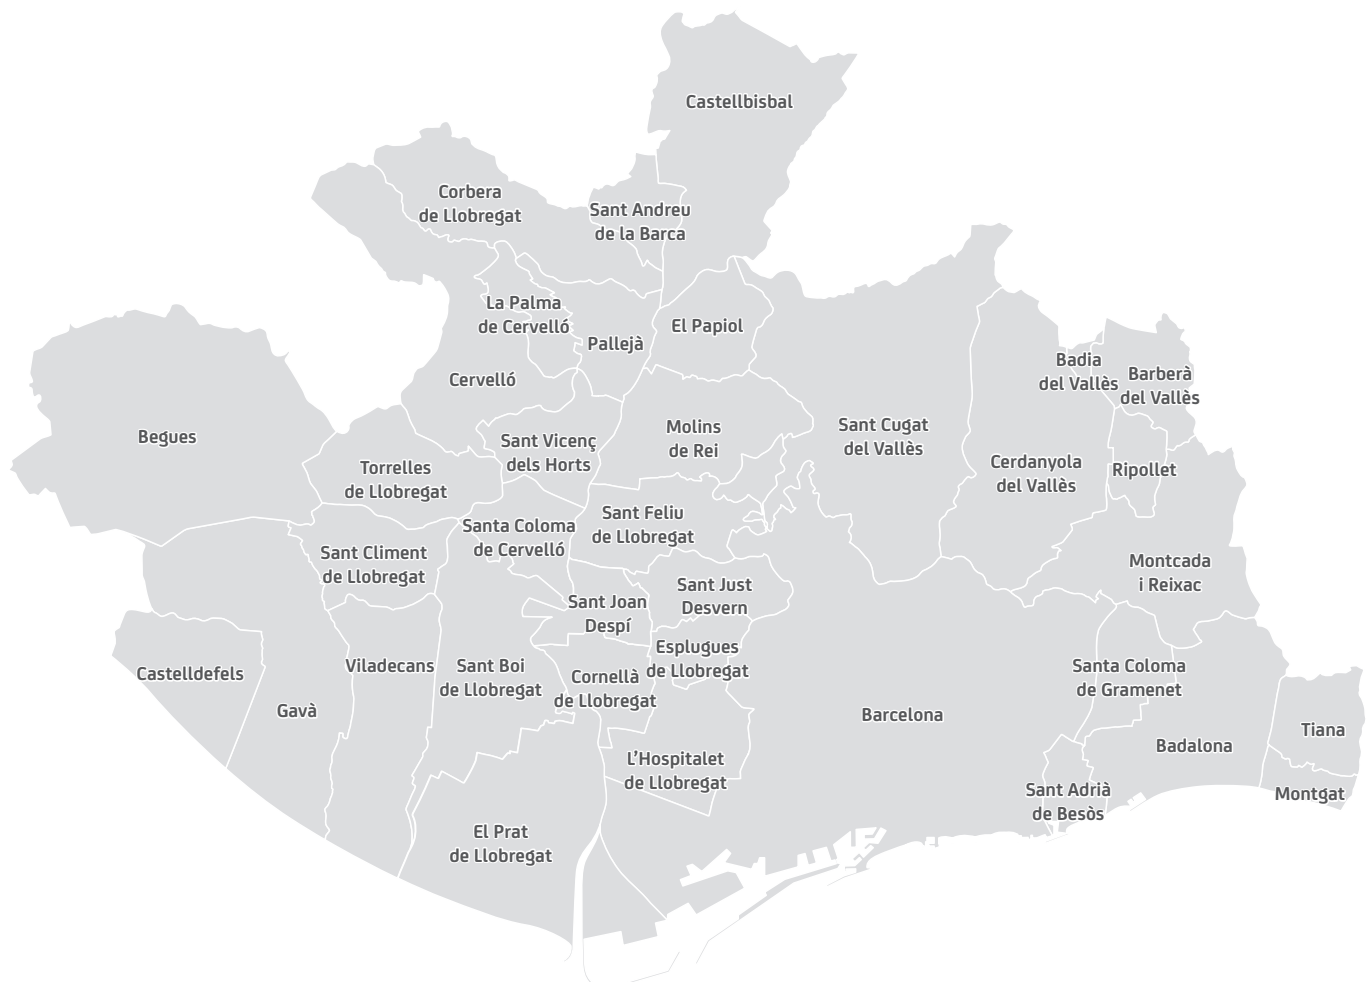 Castellbisbal
Corbera
de Llobregat
Sant Andreu
de la Barca
La Palma
de Cervelló
Pallejà
El Papiol
Cervelló
Badia
del Vallès
Barberà
del Vallès
Begues
Sant Vicenç
dels Horts
Molins
de Rei
Sant Cugat
del Vallès
Torrelles
de Llobregat
Cerdanyola
del Vallès
Ripollet
Santa Coloma
de Cervelló
Sant Feliu
de Llobregat
Sant Climent
de Llobregat
Montcada
i Reixac
Sant Joan
Despí
Sant Just
Desvern
Castelldefels
Gavà
Viladecans
Sant Boi
de Llobregat
Cornellà
de Llobregat
Esplugues
de Llobregat
Santa Coloma
de Gramenet
Barcelona
Badalona
Tiana
L’Hospitalet
de Llobregat
Sant Adrià
de Besòs
Montgat
El Prat
de Llobregat